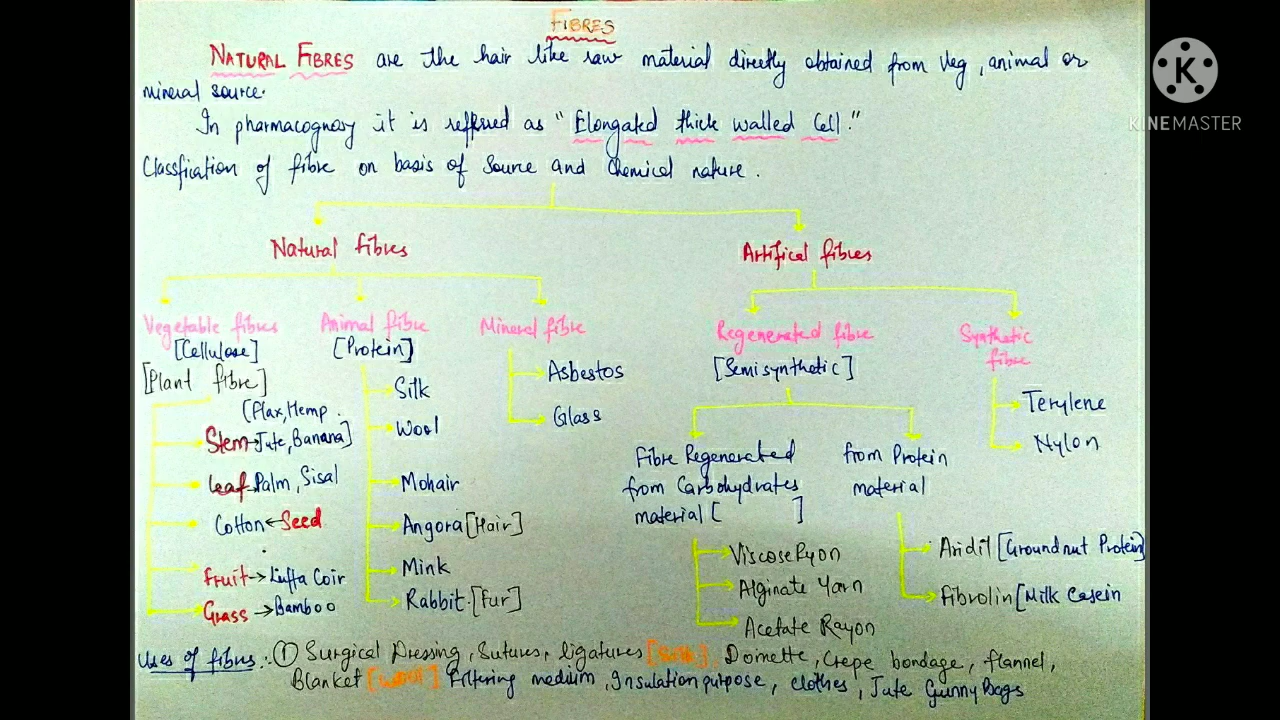 FIBRES
NATURAL FIBRES are the hair like raw material directly obtained from Veg, animal or
mineral source.
In pharmacognosy it is reffered as "Elongated thick walled Cell."
Classfication of fibre on basis of Source and Chemical nature.
Natural fibres
Artifical fibres
Vegetable fibres
[Cellulose]
[Plant fibre]
[Flax, Hemp.
Stem → Jute, Banana]
Leaf → Palm, Sisal
Cotton ← Seed
Fruit → Luffa Coir
Grass → Bamboo
Animal fibre
[Protein]
Silk
Wool
Mohair
Angora [Hair]
Mink
Rabbit. [Fur]
Mineral fibre
Asbestos
Glass
Regenerated fibre
[Semisynthetic]
Fibre Regenerated
from Carbohydrates
material [ ]
Viscose Ryon
Alginate Yarn
Acetate Rayon
from Protein
material
Aridil [Groundnut Protein]
Fibrolin [Milk Casein
Synthetic
fibre
Terylene
Nylon
Uses of fibres :- ① Surgical Dressing, Sutures, ligatures [Silk], Domette, Crepe bondage, flannel,
Blanket [Wool] Filtering medium, Insulation purpose, clothes, Jute Gunny Bags
KINEMASTER